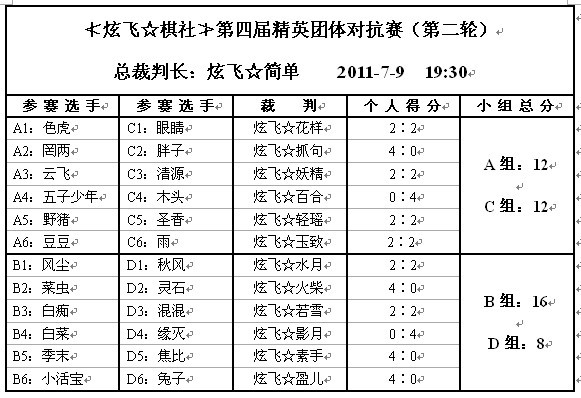 ≮炫飞☆棋社≯第四届精英团体对抗赛（第二轮）
总裁判长：炫飞☆简单 2011-7-9 19:30
参赛选手 参赛选手 裁 判 个人得分 小组总分
A1：色虎 C1：眼睛 炫飞☆花样 2：2
A2：罔两 C2：胖子 炫飞☆抓句 4：0
A3：云飞 C3：清源 炫飞☆妖精 2：2
A4：五子少年 C4：木头 炫飞☆百合 0：4
A5：野猪 C5：圣香 炫飞☆轻瑶 2：2
A6：豆豆 C6：雨 炫飞☆玉致 2：2
A 组：12
C 组：12
B1：风尘 D1：秋风 炫飞☆水月 2：2
B2：菜虫 D2：灵石 炫飞☆火柴 4：0
B3：白痴 D3：混混 炫飞☆若雪 2：2
B4：白菜 D4：缘灭 炫飞☆影月 0：4
B5：季末 D5：焦比 炫飞☆素手 4：0
B6：小活宝 D6：兔子 炫飞☆盈儿 4：0
B 组：16
D 组：8